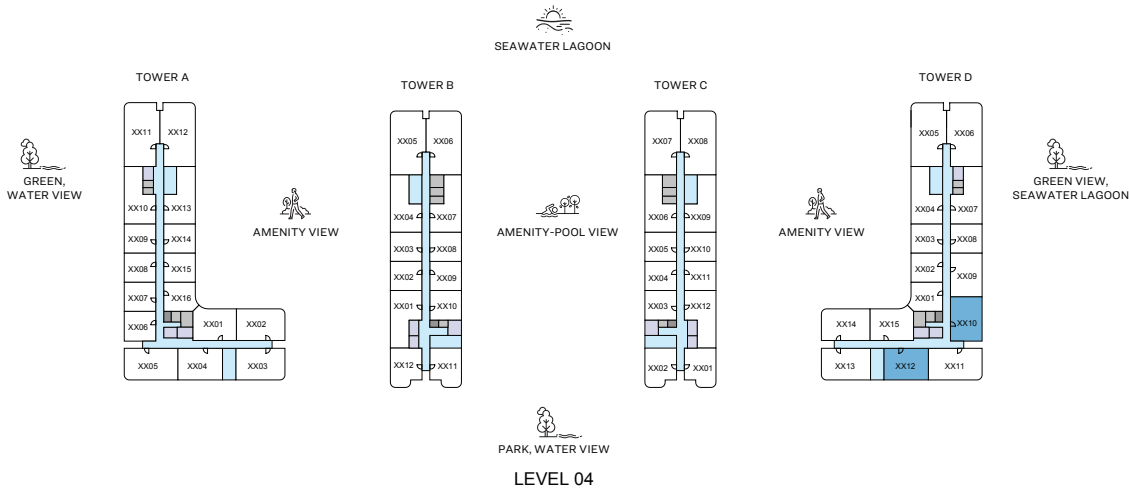 SEAWATER LAGOON
TOWER A
TOWER B
TOWER C
TOWER D
XX11 XX12
XX10 XX13
XX09 XX14
XX08 XX15
XX07 XX16
XX06 XX01 XX02
XX05 XX04 XX03
XX05 XX06
XX04 XX07
XX03 XX08
XX02 XX09
XX01 XX10
XX12 XX11
XX07 XX08
XX06 XX09
XX05 XX10
XX04 XX11
XX03 XX12
XX02 XX01
XX05 XX06
XX04 XX07
XX03 XX08
XX02 XX09
XX01 XX10
XX14 XX15
XX13 XX12 XX11
GREEN,
WATER VIEW
AMENITY VIEW
AMENITY-POOL VIEW
AMENITY VIEW
GREEN VIEW,
SEAWATER LAGOON
PARK, WATER VIEW
LEVEL 04